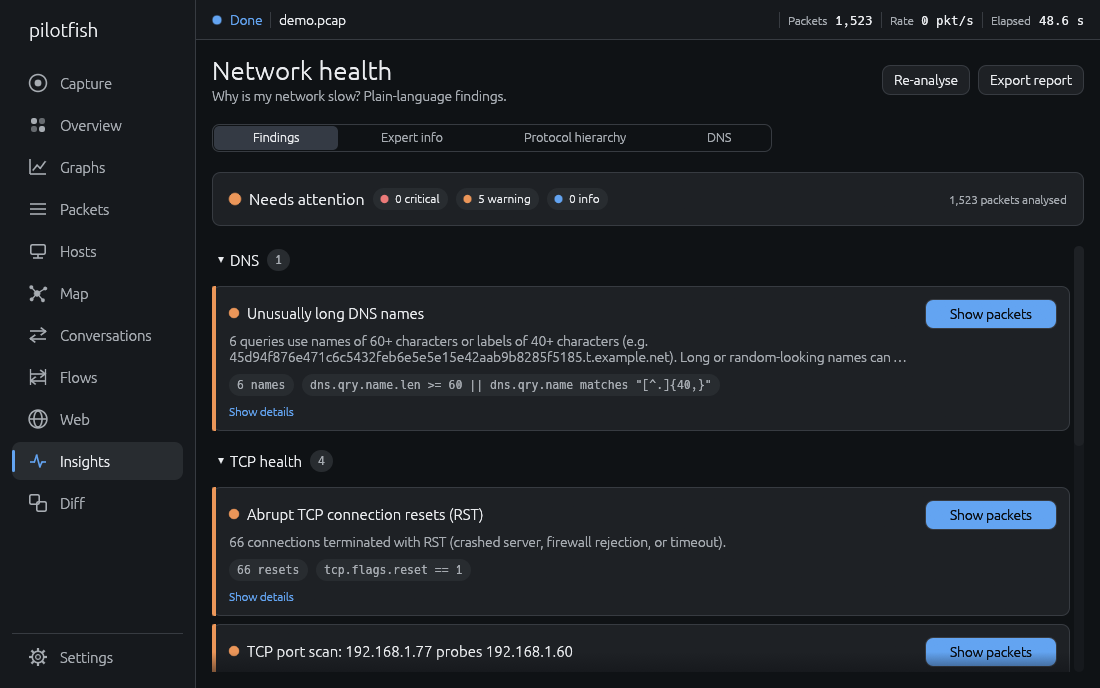 pilotfish
Done
demo.pcap
Packets 1,523
Rate 0 pkt/s
Elapsed 48.6 s
Capture
Overview
Graphs
Packets
Hosts
Map
Conversations
Flows
Web
Insights
Diff
Settings
Network health
Why is my network slow? Plain-language findings.
Re-analyse
Export report
Findings
Expert info
Protocol hierarchy
DNS
Needs attention
0 critical
5 warning
0 info
1,523 packets analysed
DNS 1
Unusually long DNS names
Show packets
6 queries use names of 60+ characters or labels of 40+ characters (e.g.
45d94f876e471c6c5432feb6e5e5e15e42aab9b8285f5185.t.example.net). Long or random-looking names can …
6 names
dns.qry.name.len >= 60 || dns.qry.name matches "[^.]{40,}"
Show details
TCP health 4
Abrupt TCP connection resets (RST)
Show packets
66 connections terminated with RST (crashed server, firewall rejection, or timeout).
66 resets
tcp.flags.reset == 1
Show details
TCP port scan: 192.168.1.77 probes 192.168.1.60
Show packets